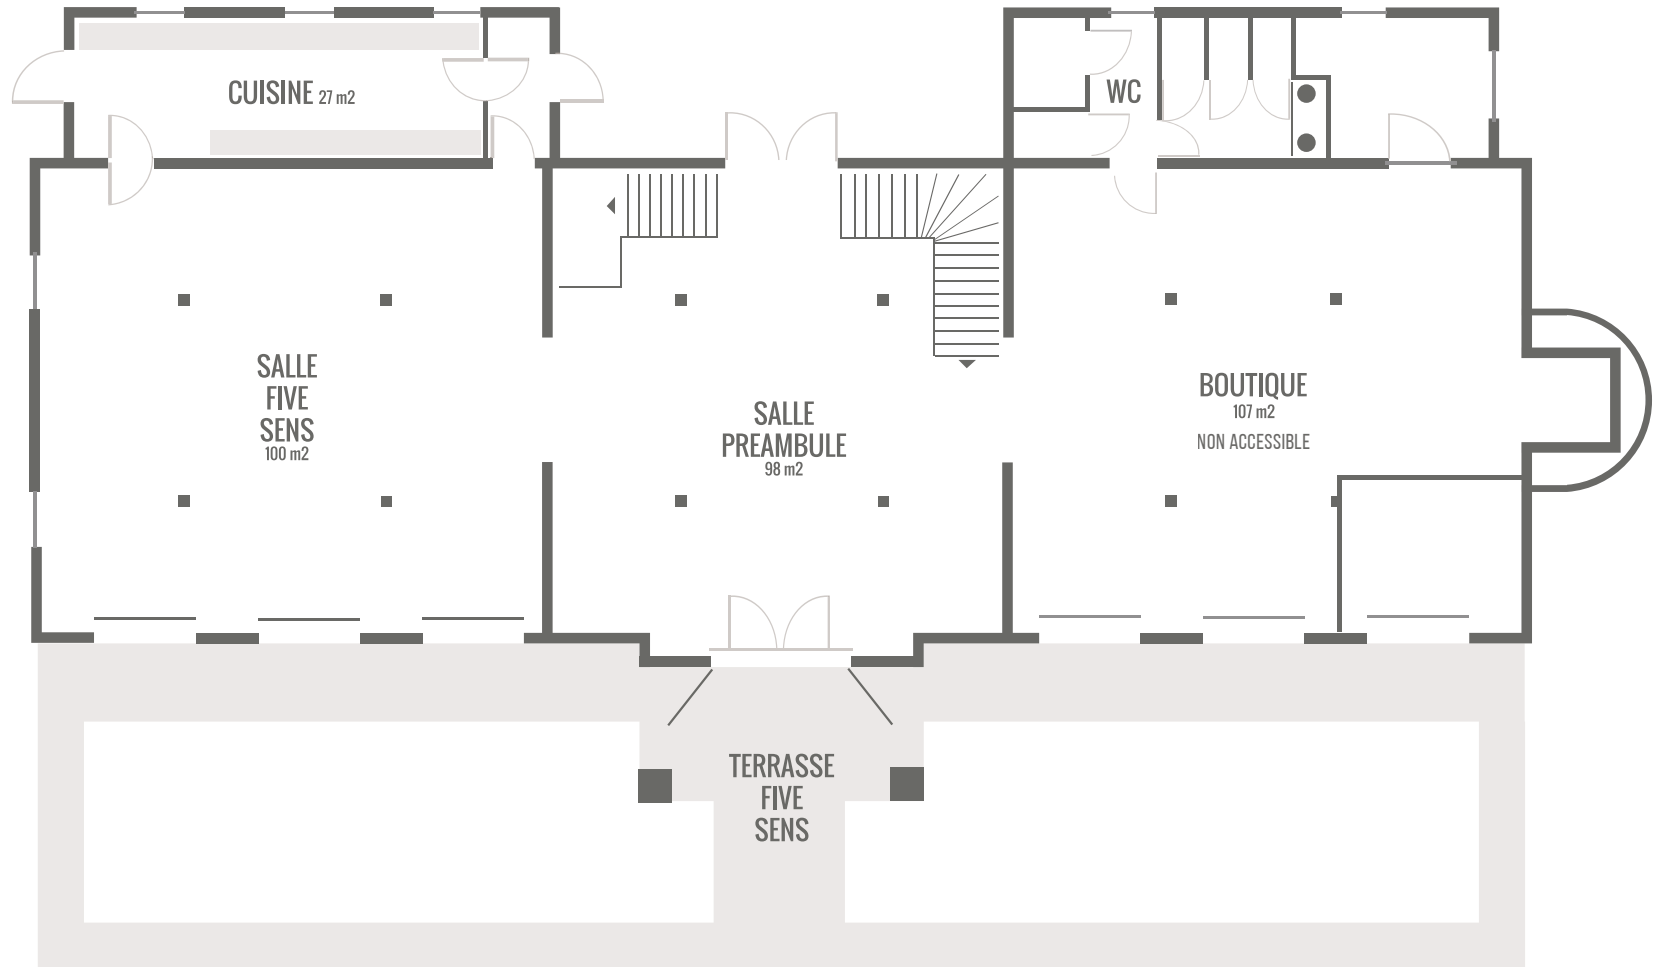 CUISINE 27 m2
WC
SALLE
FIVE
SENS
100 m2
SALLE
PREAMBULE
98 m2
BOUTIQUE
107 m2
NON ACCESSIBLE
TERRASSE
FIVE
SENS